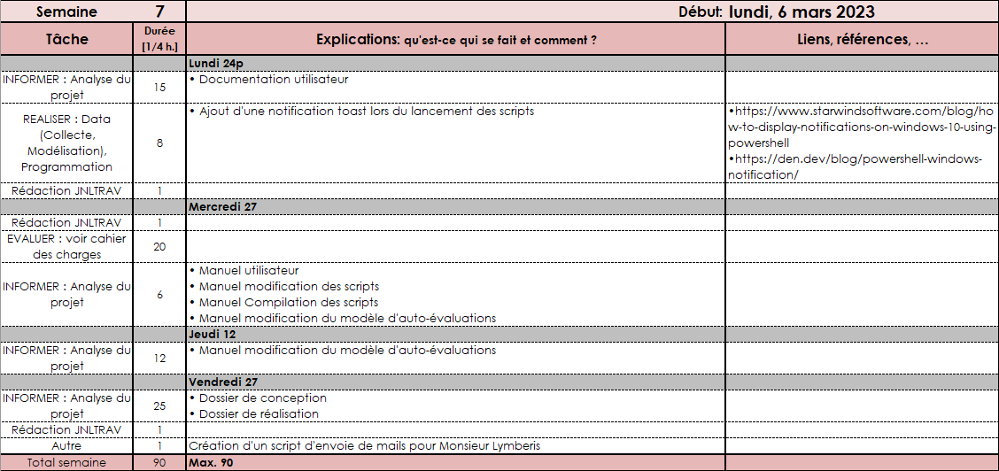 Semaine 7 Début: lundi, 6 mars 2023
Tâche Durée Explications: qu'est-ce qui se fait et comment ? Liens, références, …
[1/4 h.]
Lundi 24p
INFORMER : Analyse du 15 • Documentation utilisateur
projet
REALISER : Data 8 • Ajout d'une notification toast lors du lancement des scripts •https://www.starwindsoftware.com/blog/ho
(Collecte, w-to-display-notifications-on-windows-10-using-
Modélisation), powershell
Programmation •https://den.dev/blog/powershell-windows-
notification/
Rédaction JNLTRAV 1
Mercredi 27
Rédaction JNLTRAV 1
EVALUER : voir cahier 20
des charges
INFORMER : Analyse du 6 • Manuel utilisateur
projet • Manuel modification des scripts
• Manuel Compilation des scripts
• Manuel modification du modèle d'auto-évaluations
Jeudi 12
INFORMER : Analyse du 12 • Manuel modification du modèle d'auto-évaluations
projet
Vendredi 27
INFORMER : Analyse du 25 • Dossier de conception
projet • Dossier de réalisation
Rédaction JNLTRAV 1
Autre 1 Création d'un script d'envoie de mails pour Monsieur Lymberis
Total semaine 90 Max. 90